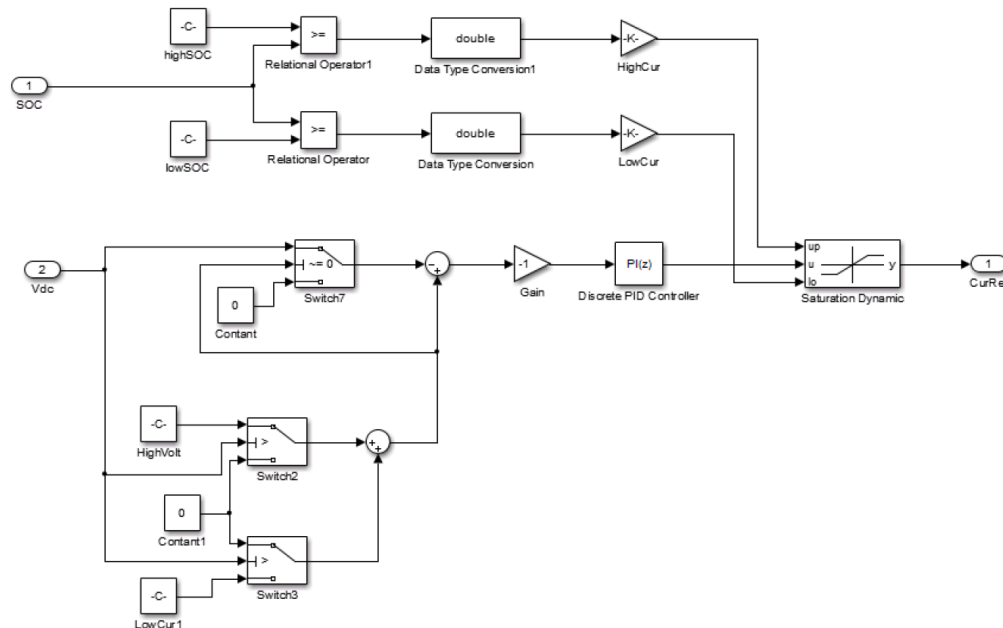 -C-
highSOC
>=
Relational Operator1
double
Data Type Conversion1
-K-
HighCur
1
SOC
-C-
lowSOC
>=
Relational Operator
double
Data Type Conversion
-K-
LowCur
2
Vdc
~= 0
Switch7
0
Contant
-1
Gain
PI(z)
Discrete PID Controller
up
u
lo
y
Saturation Dynamic
1
CurRe
-C-
HighVolt
>
Switch2
0
Contant1
>
Switch3
-C-
LowCur1